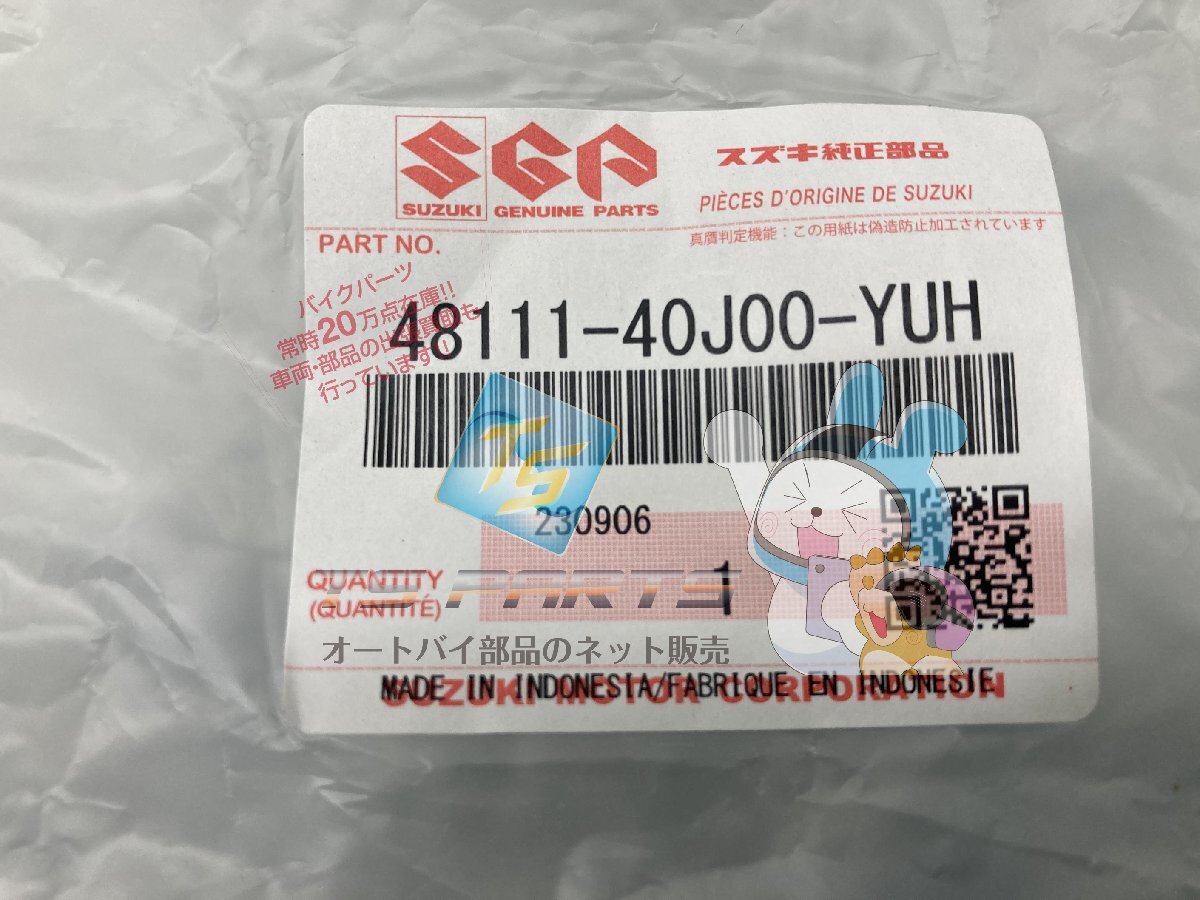 SGP
スズキ純正部品
SUZUKI GENUINE PARTS
PIÈCES D'ORIGINE DE SUZUKI
真贋判定機能：この用紙は偽造防止加工されています
PART NO.
バイクパーツ
常時20万点在庫!!
車両・部品の出張買取も
行っています!!
48111-40J00-YUH
TS
230906
QUANTITY
(QUANTITÉ)
1
TS PARTS
オートバイ部品のネット販売
MADE IN INDONESIA/FABRIQUE EN INDONESIE
SUZUKI MOTOR CORPORATION